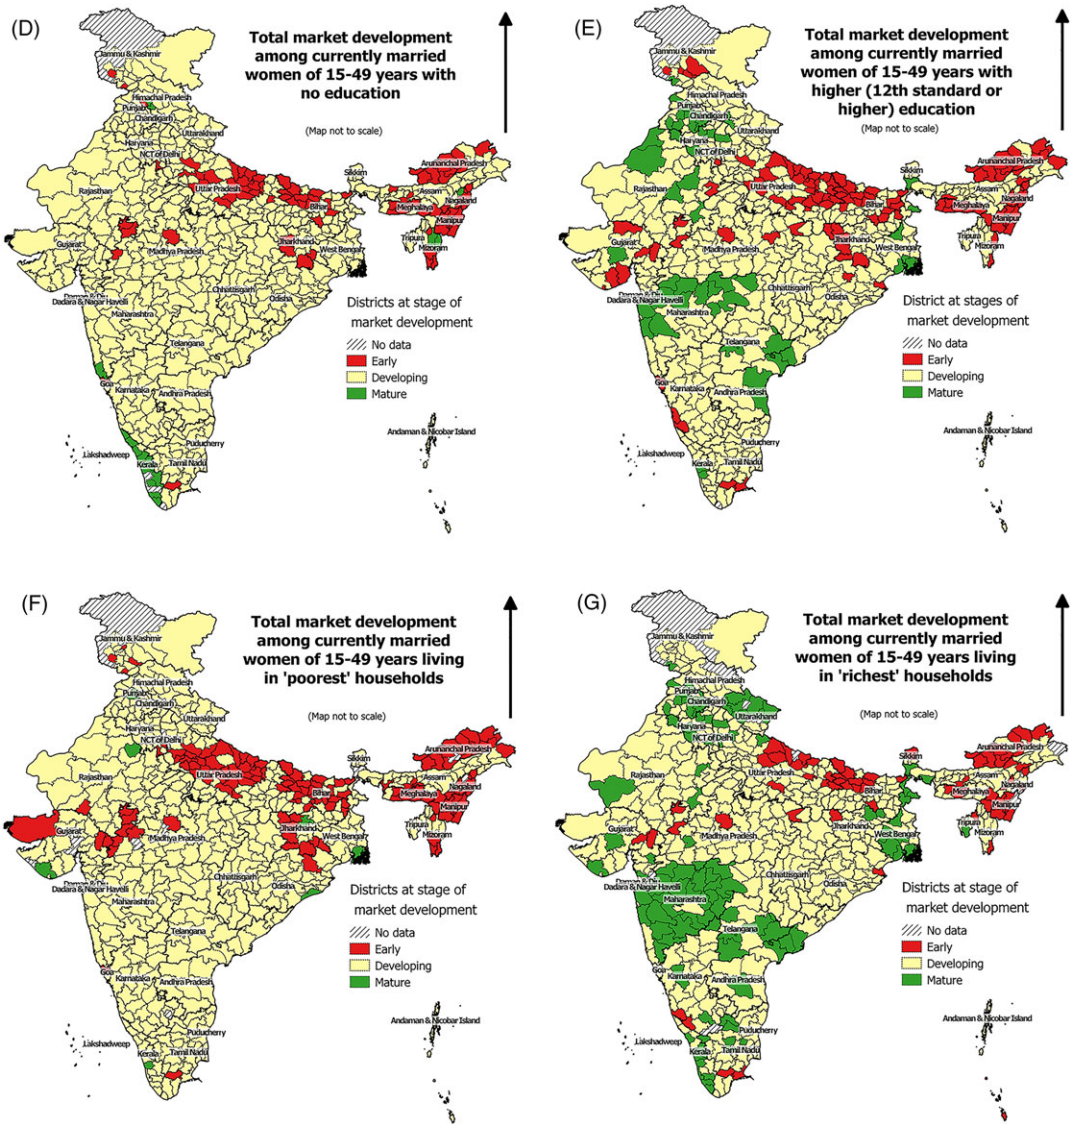 (D)
Total market development
among currently married
women of 15-49 years with
no education
(Map not to scale)
Jammu & Kashmir
Himachal Pradesh
Punjab
Chandigarh
Uttarakhand
Haryana
NCT of Delhi
Sikkim
Arunanchal Pradesh
Rajasthan
Uttar Pradesh
Assam
Nagaland
Bihar
Meghalaya
Manipur
Gujarat
Madhya Pradesh
Jharkhand
West Bengal
Tripura
Mizoram
Chhattisgarh
Daman & Diu
Dadara & Nagar Havelli
Odisha
Maharashtra
Telangana
Goa
Karnataka
Andhra Pradesh
Puducherry
Lakshadweep
Kerala
Tamil Nadu
Andaman & Nicobar Island
Districts at stage of
market development
No data
Early
Developing
Mature
(E)
Total market development
among currently married
women of 15-49 years with
higher (12th standard or
higher) education
(Map not to scale)
Jammu & Kashmir
Himachal Pradesh
Punjab
Chandigarh
Uttarakhand
Haryana
NCT of Delhi
Sikkim
Arunanchal Pradesh
Rajasthan
Uttar Pradesh
Assam
Nagaland
Bihar
Meghalaya
Manipur
Gujarat
Madhya Pradesh
Jharkhand
West Bengal
Tripura
Mizoram
Chhattisgarh
Daman & Diu
Dadara & Nagar Havelli
Odisha
Maharashtra
Telangana
Goa
Karnataka
Andhra Pradesh
Puducherry
Lakshadweep
Kerala
Tamil Nadu
Andaman & Nicobar Island
District at stages of
market development
No data
Early
Developing
Mature
(F)
Total market development
among currently married
women of 15-49 years living
in 'poorest' households
(Map not to scale)
Jammu & Kashmir
Himachal Pradesh
Punjab
Chandigarh
Uttarakhand
Haryana
NCT of Delhi
Sikkim
Arunanchal Pradesh
Rajasthan
Uttar Pradesh
Assam
Nagaland
Bihar
Meghalaya
Manipur
Gujarat
Madhya Pradesh
Jharkhand
West Bengal
Tripura
Mizoram
Chhattisgarh
Daman & Diu
Dadara & Nagar Havelli
Odisha
Maharashtra
Telangana
Goa
Karnataka
Andhra Pradesh
Puducherry
Lakshadweep
Kerala
Tamil Nadu
Andaman & Nicobar Island
Districts at stage of
market development
No data
Early
Developing
Mature
(G)
Total market development
among currently married
women of 15-49 years living
in 'richest' households
(Map not to scale)
Jammu & Kashmir
Himachal Pradesh
Punjab
Chandigarh
Uttarakhand
Haryana
NCT of Delhi
Sikkim
Arunanchal Pradesh
Rajasthan
Uttar Pradesh
Assam
Nagaland
Bihar
Meghalaya
Manipur
Gujarat
Madhya Pradesh
Jharkhand
West Bengal
Tripura
Mizoram
Chhattisgarh
Daman & Diu
Dadara & Nagar Havelli
Odisha
Maharashtra
Telangana
Goa
Karnataka
Andhra Pradesh
Puducherry
Lakshadweep
Kerala
Tamil Nadu
Andaman & Nicobar Island
Districts at stage of
market development
No data
Early
Developing
Mature